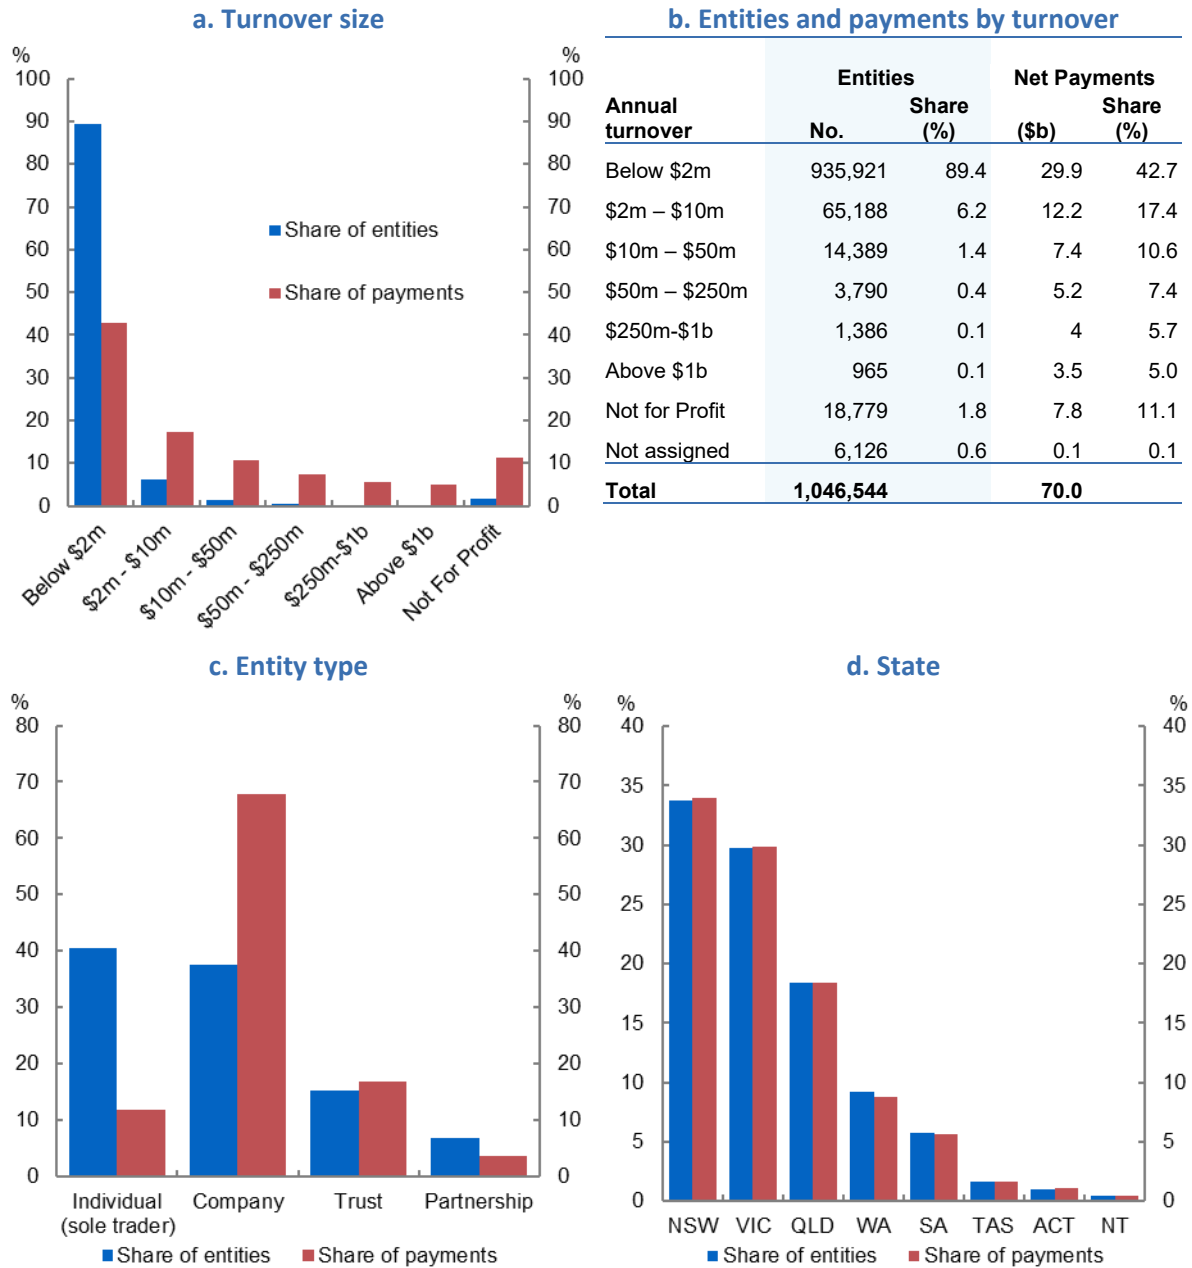 a. Turnover size
%
%
100
90
80
70
60
50
40
30
20
10
0
100
90
80
70
60
50
40
30
20
10
0
Share of entities
Share of payments
Below $2m
$2m - $10m
$10m - $50m
$50m - $250m
$250m-$1b
Above $1b
Not For Profit
b. Entities and payments by turnover
Entities Net Payments
Annual turnover No. Share (%) ($b) Share (%)
Below $2m 935,921 89.4 29.9 42.7
$2m – $10m 65,188 6.2 12.2 17.4
$10m – $50m 14,389 1.4 7.4 10.6
$50m – $250m 3,790 0.4 5.2 7.4
$250m-$1b 1,386 0.1 4 5.7
Above $1b 965 0.1 3.5 5.0
Not for Profit 18,779 1.8 7.8 11.1
Not assigned 6,126 0.6 0.1 0.1
Total 1,046,544 70.0
c. Entity type
%
%
80
70
60
50
40
30
20
10
0
80
70
60
50
40
30
20
10
0
Individual (sole trader)
Company
Trust
Partnership
Share of entities
Share of payments
d. State
%
%
40
35
30
25
20
15
10
5
0
40
35
30
25
20
15
10
5
0
NSW VIC QLD WA SA TAS ACT NT
Share of entities
Share of payments